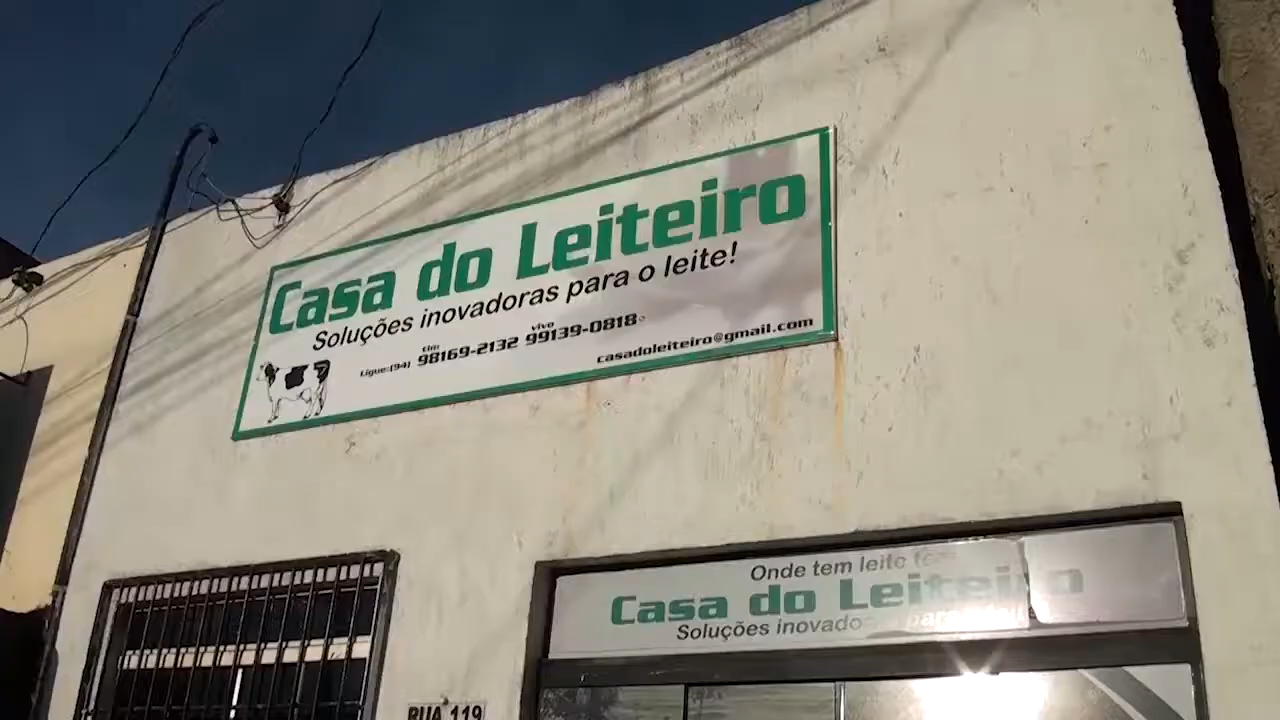 Casa do Leiteiro
Soluções inovadoras para o leite!
tim vivo
Ligue:(94) 98169-2132 99139-0818
casadoleiteiro@gmail.com
Onde tem leite
Casa do Leiteiro
Soluções
RUA 119